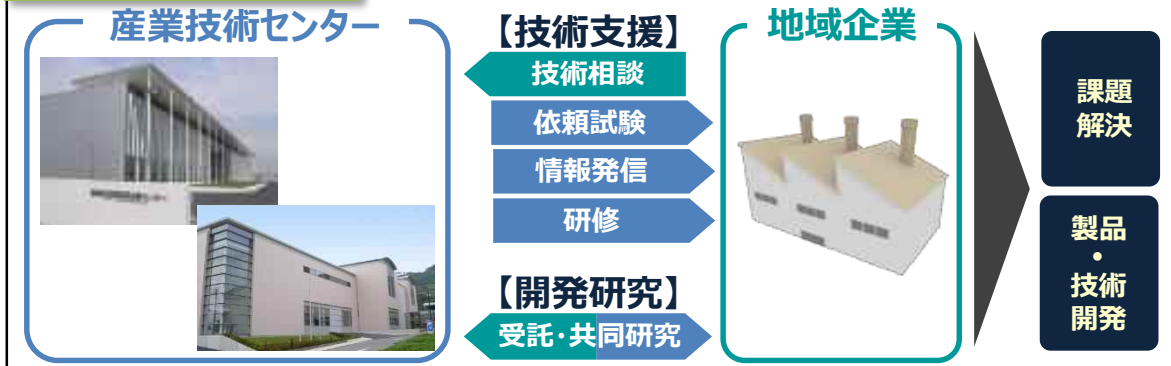 産業技術センター
【技術支援】
技術相談
依頼試験
情報発信
研修
【開発研究】
受託・共同研究
地域企業
課題
解決
製品
・
技術
開発